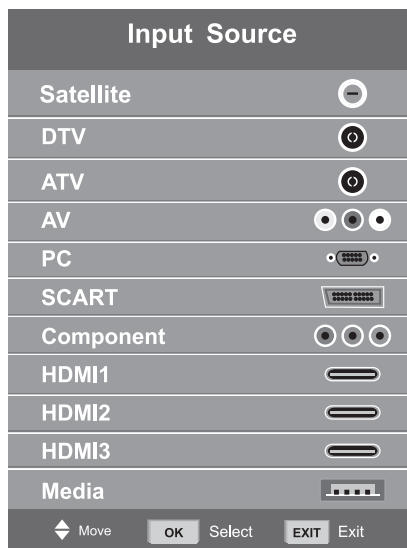 Input Source
Satellite
DTV
ATV
AV
PC
SCART
Component
HDMI1
HDMI2
HDMI3
Media
Move OK Select EXIT Exit